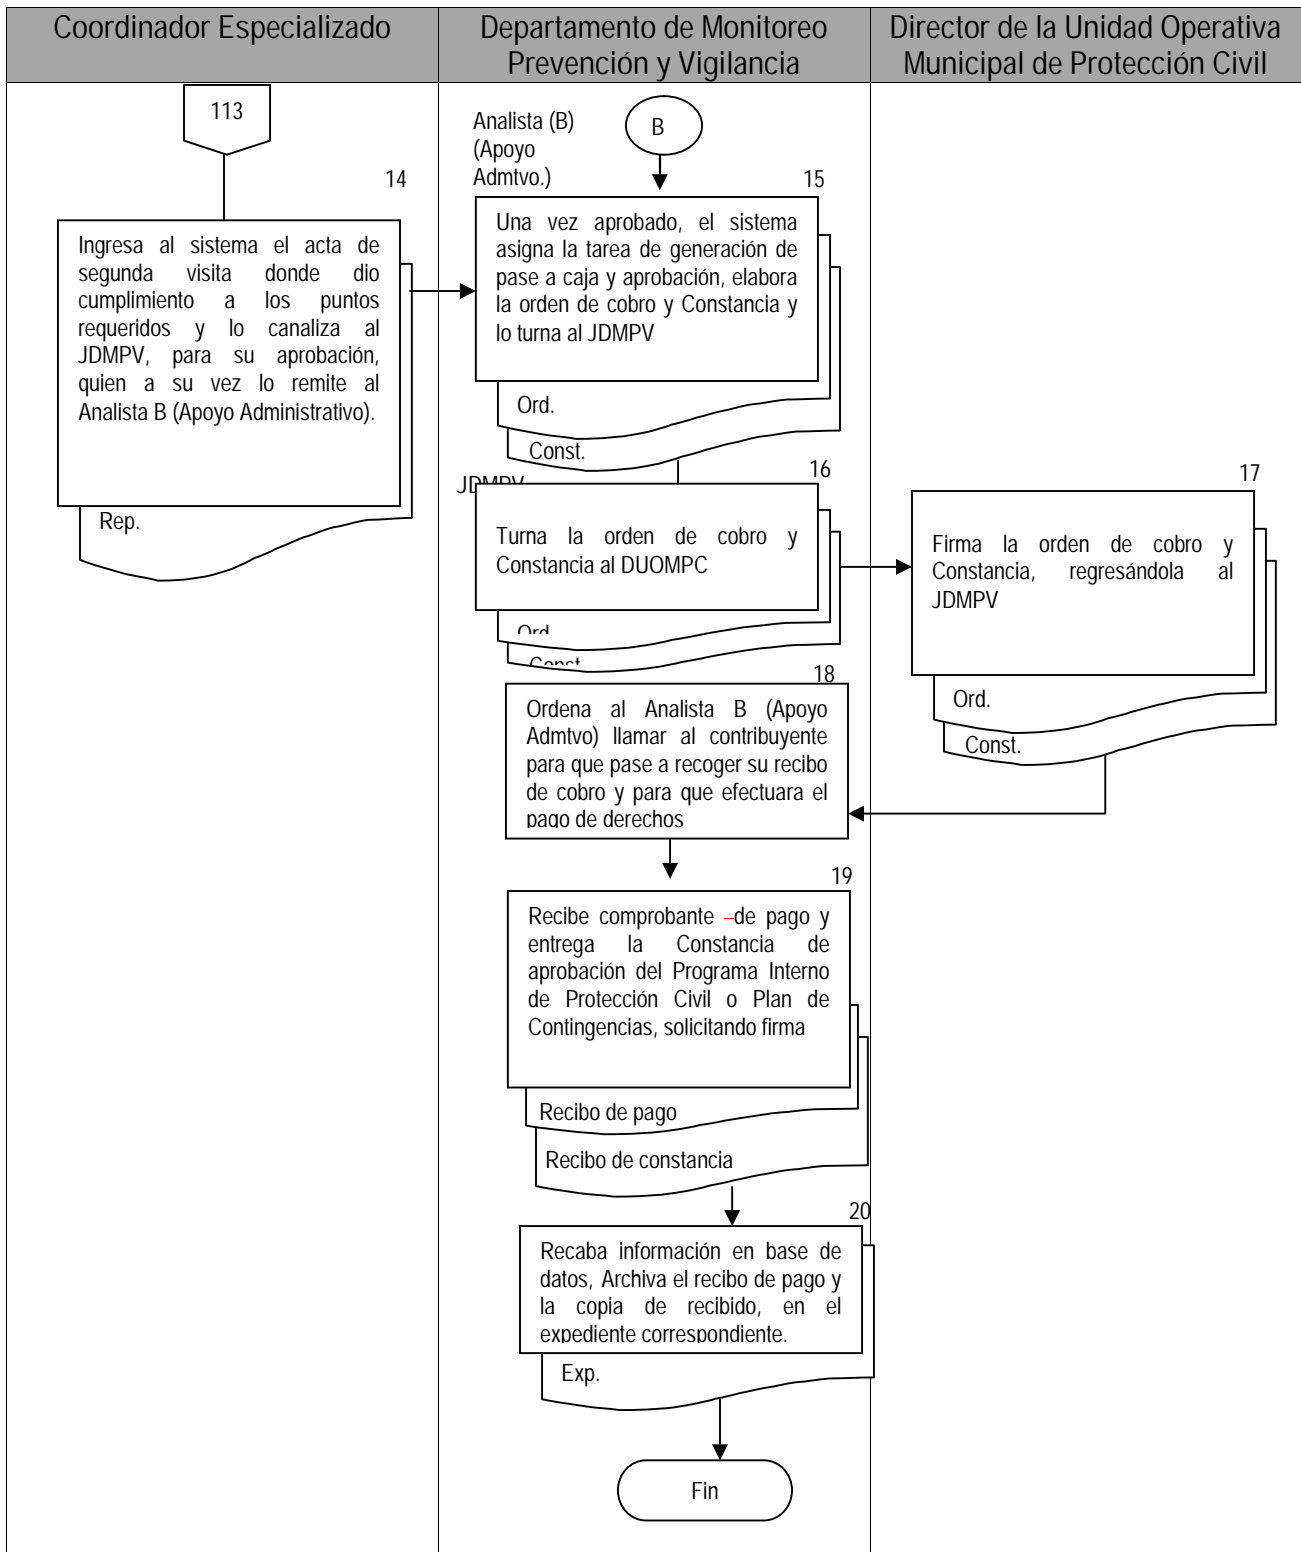 Coordinador Especializado
Departamento de Monitoreo
Prevención y Vigilancia
Director de la Unidad Operativa
Municipal de Protección Civil
113
14
Ingresa al sistema el acta de
segunda visita donde dio
cumplimiento a los puntos
requeridos y lo canaliza al
JDMPV, para su aprobación,
quien a su vez lo remite al
Analista B (Apoyo Administrativo).
Rep.
Analista (B)
(Apoyo
Admtvo.)
B
15
Una vez aprobado, el sistema
asigna la tarea de generación de
pase a caja y aprobación, elabora
la orden de cobro y Constancia y
lo turna al JDMPV
Ord.
Const.
JDMPV
16
Turna la orden de cobro y
Constancia al DUOMPC
Ord.
Const.
17
Firma la orden de cobro y
Constancia, regresándola al
JDMPV
Ord.
Const.
18
Ordena al Analista B (Apoyo
Admtvo) llamar al contribuyente
para que pase a recoger su recibo
de cobro y para que efectuara el
pago de derechos
19
Recibe comprobante –de pago y
entrega la Constancia de
aprobación del Programa Interno
de Protección Civil o Plan de
Contingencias, solicitando firma
Recibo de pago
Recibo de constancia
20
Recaba información en base de
datos, Archiva el recibo de pago y
la copia de recibido, en el
expediente correspondiente.
Exp.
Fin